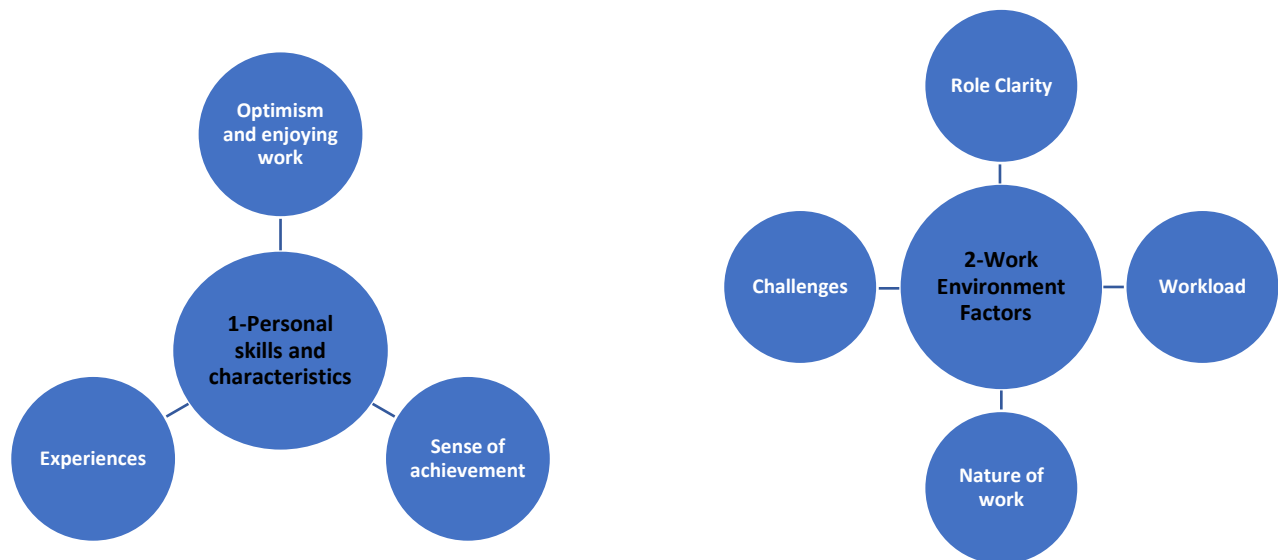 Optimism
and enjoying
work
1-Personal
skills and
characteristics
Experiences
Sense of
achievement
Role Clarity
Challenges
2-Work
Environment
Factors
Workload
Nature of
work